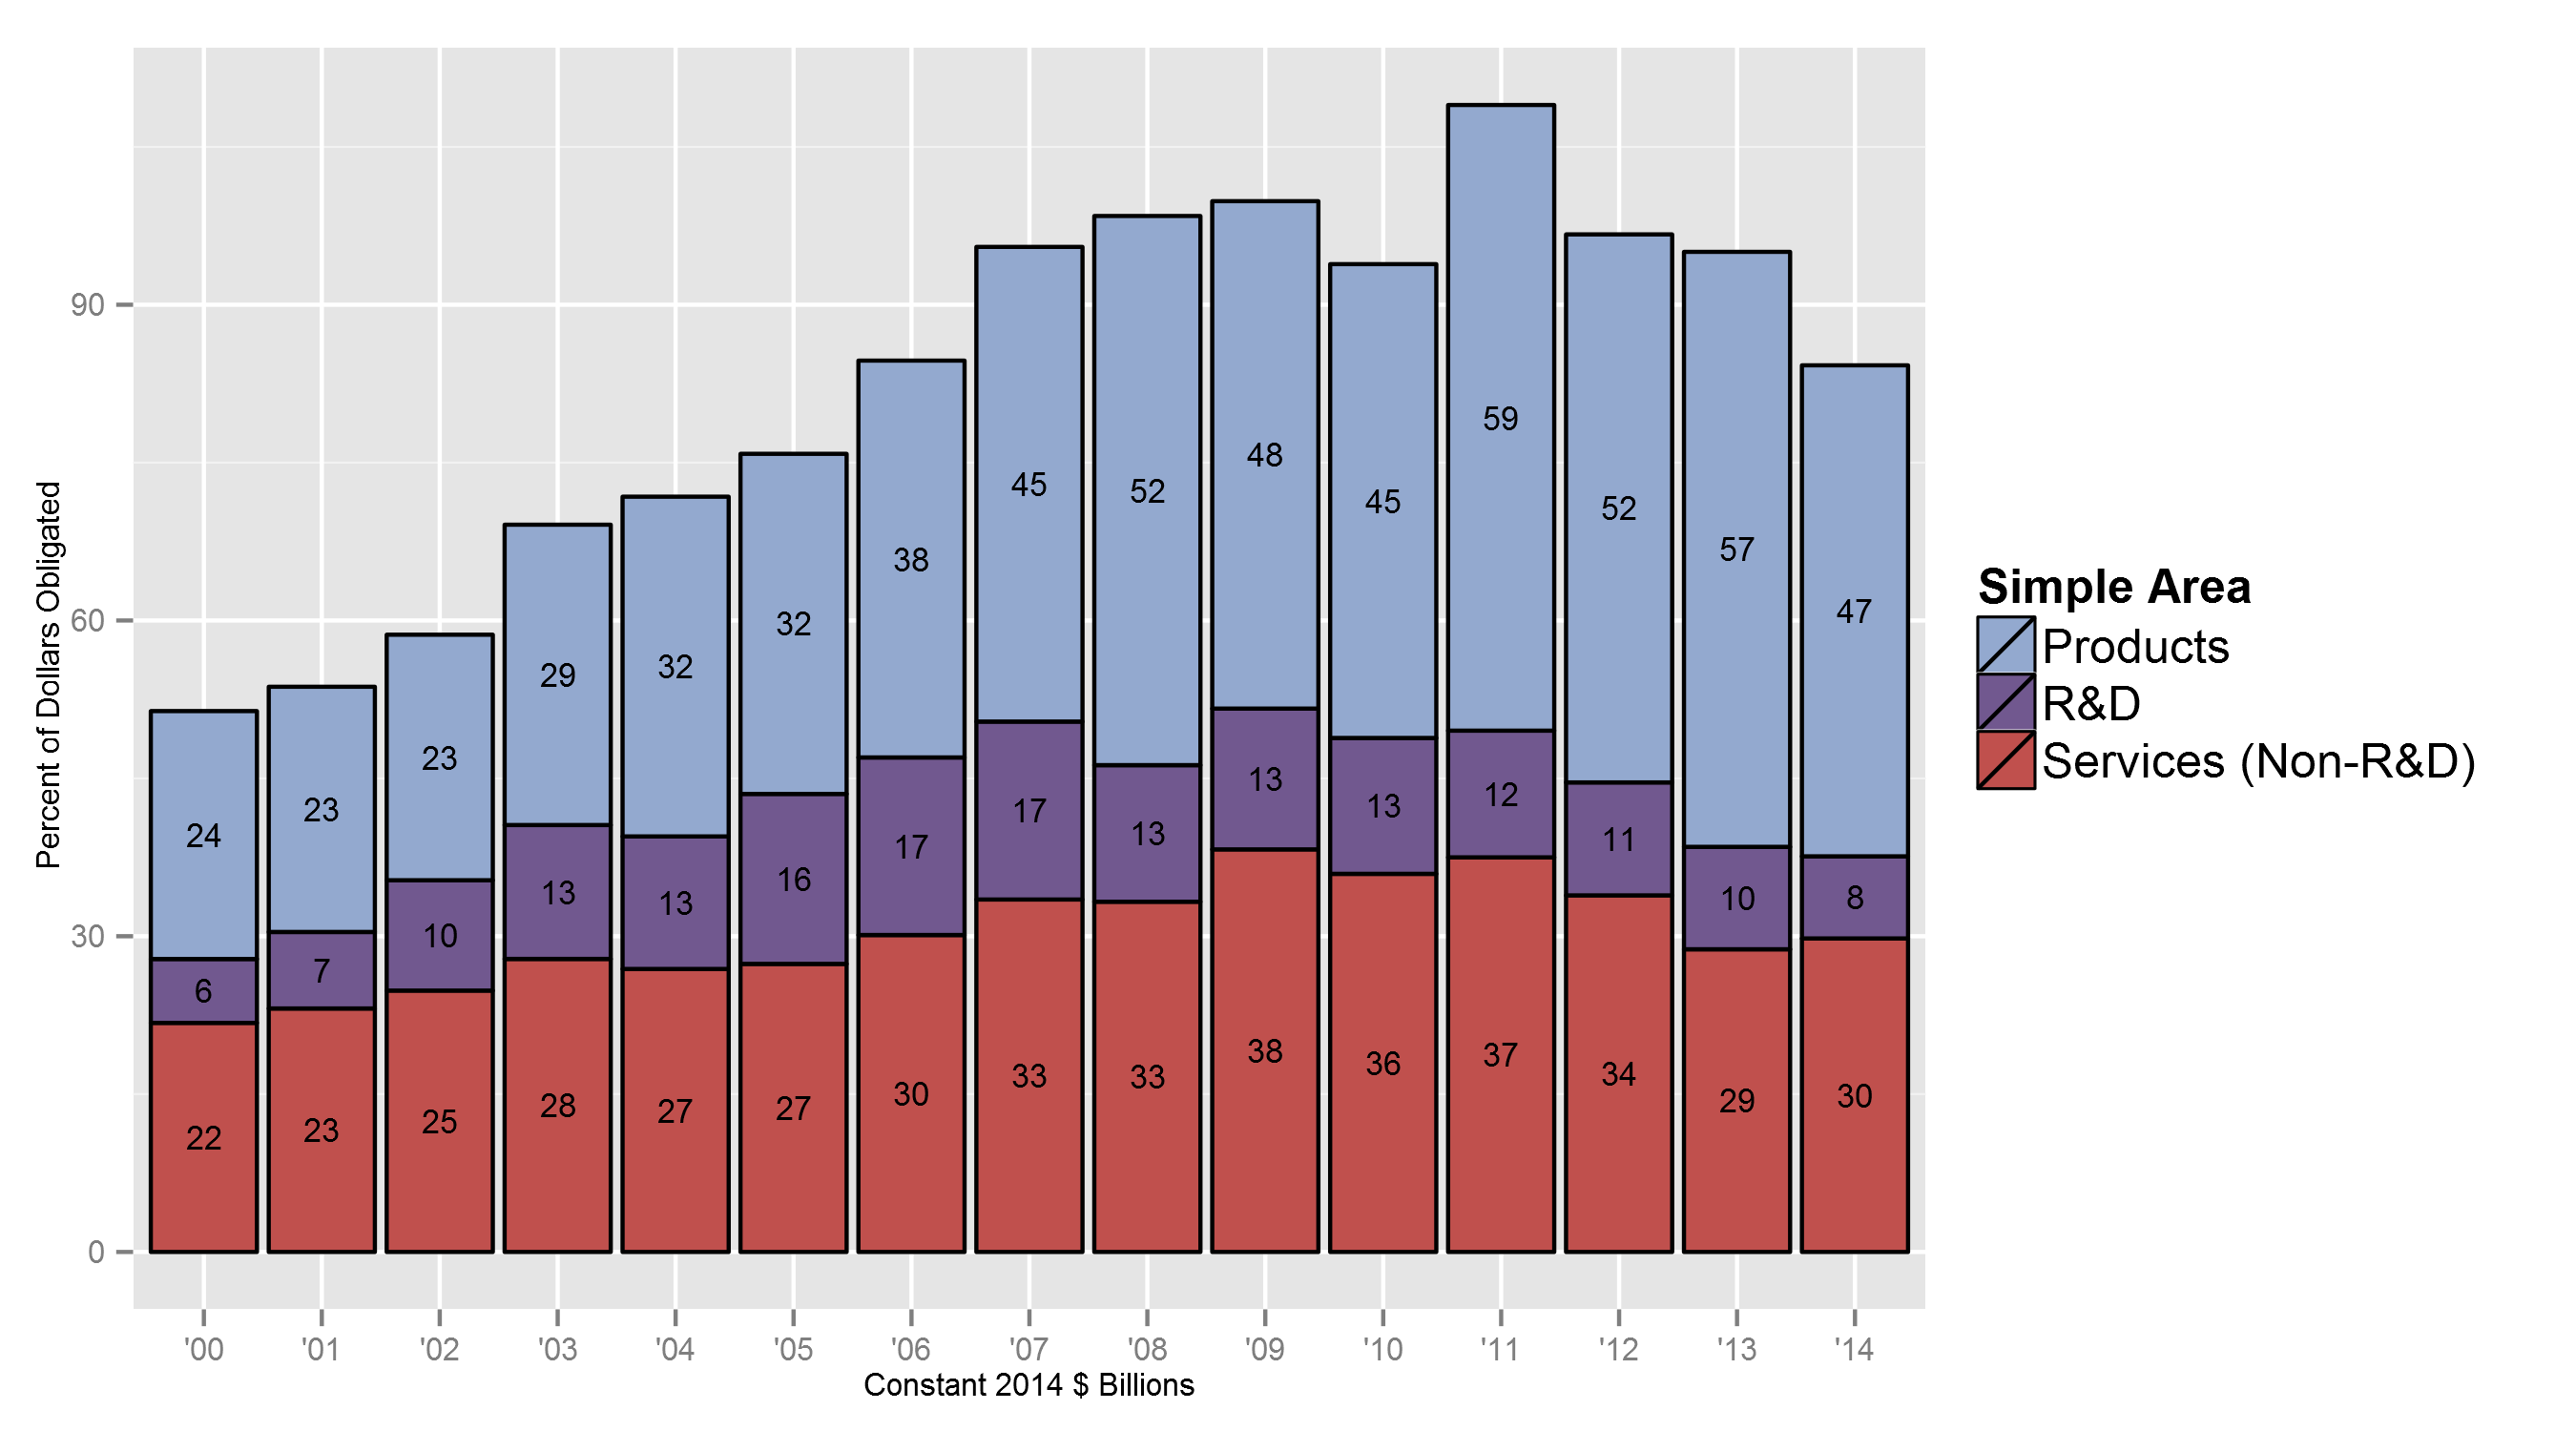 Percent of Dollars Obligated
90
60
30
0
24 23 23 29 32 32 38 45 52 48 45 59 52 57 47
6 7 10 13 13 16 17 17 13 13 13 12 11 10 8
22 23 25 28 27 27 30 33 33 38 36 37 34 29 30
'00 '01 '02 '03 '04 '05 '06 '07 '08 '09 '10 '11 '12 '13 '14
Constant 2014 $ Billions
Simple Area
Products
R&D
Services (Non-R&D)